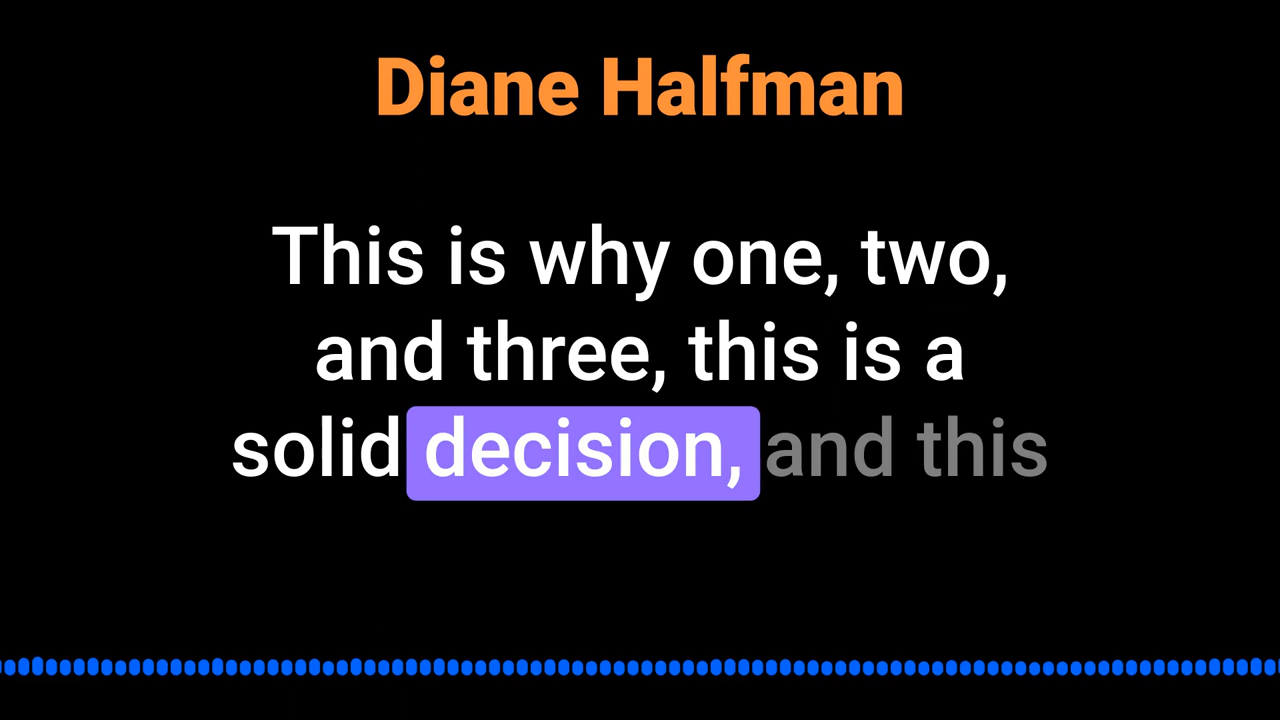 Diane Halfman
This is why one, two,
and three, this is a
solid decision, and this